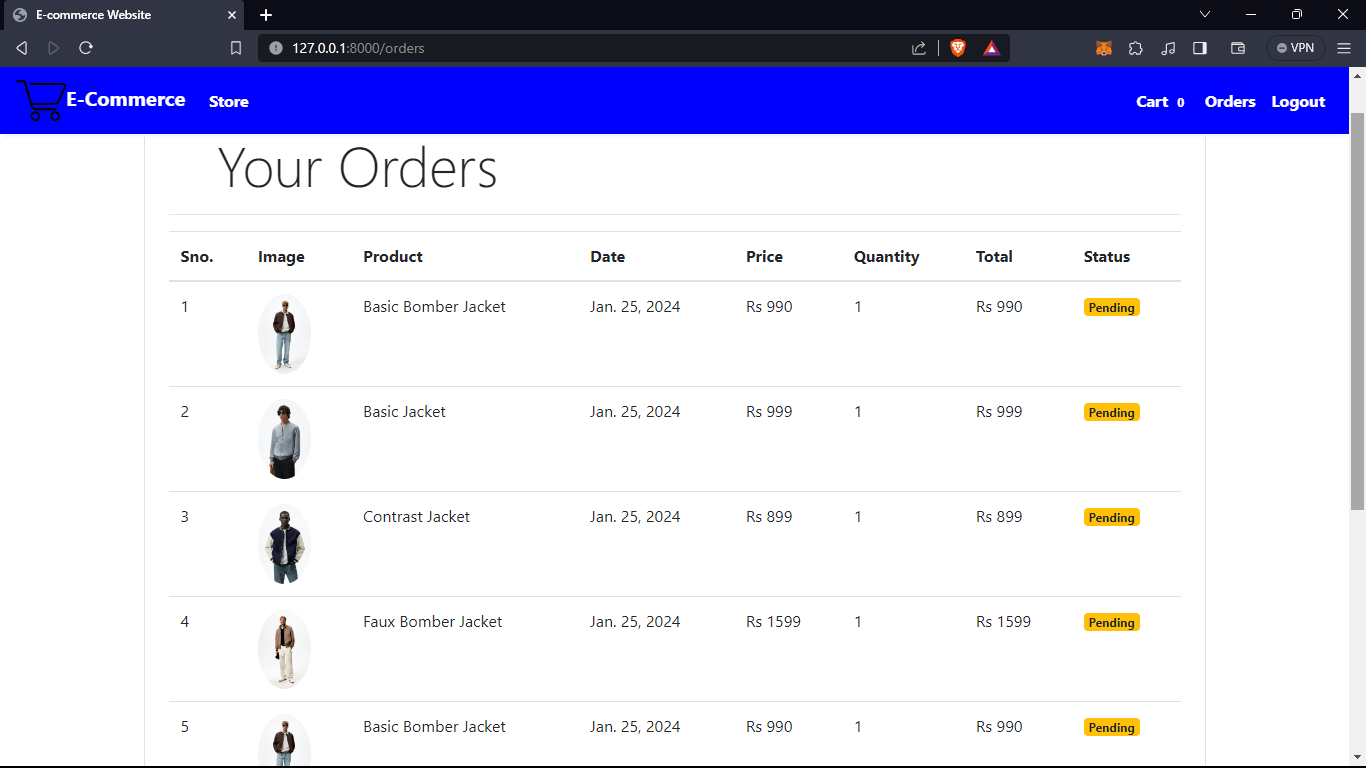 E-commerce Website
127.0.0.1:8000/orders
VPN
E-Commerce Store Cart 0 Orders Logout
Your Orders
Sno. Image Product Date Price Quantity Total Status
1 Basic Bomber Jacket Jan. 25, 2024 Rs 990 1 Rs 990 Pending
2 Basic Jacket Jan. 25, 2024 Rs 999 1 Rs 999 Pending
3 Contrast Jacket Jan. 25, 2024 Rs 899 1 Rs 899 Pending
4 Faux Bomber Jacket Jan. 25, 2024 Rs 1599 1 Rs 1599 Pending
5 Basic Bomber Jacket Jan. 25, 2024 Rs 990 1 Rs 990 Pending